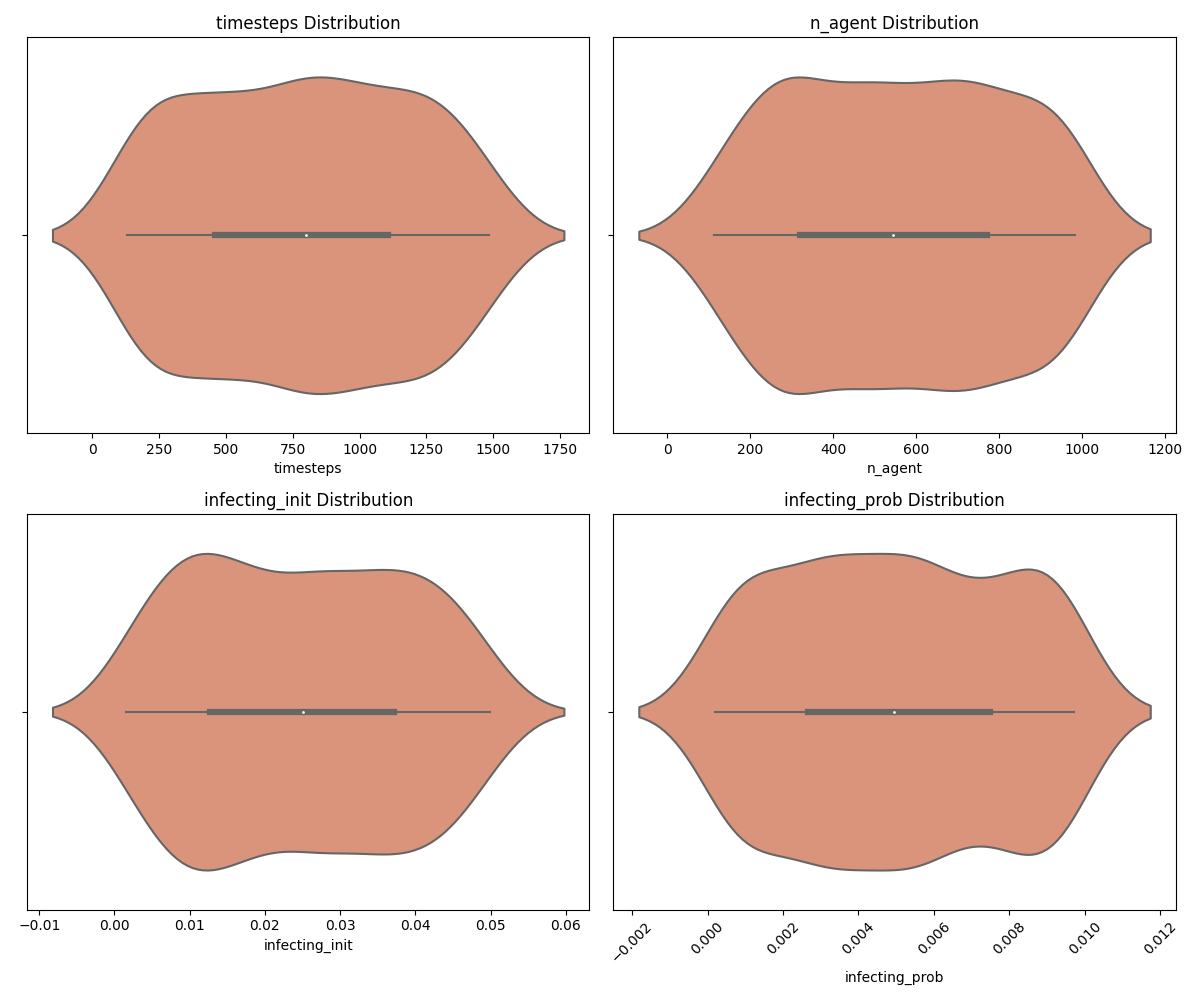 timesteps Distribution
n_agent Distribution
0 250 500 750 1000 1250 1500 1750
0 200 400 600 800 1000 1200
timesteps
n_agent
infecting_init Distribution
infecting_prob Distribution
−0.01 0.00 0.01 0.02 0.03 0.04 0.05 0.06
−0.002 0.000 0.002 0.004 0.006 0.008 0.010 0.012
infecting_init
infecting_prob